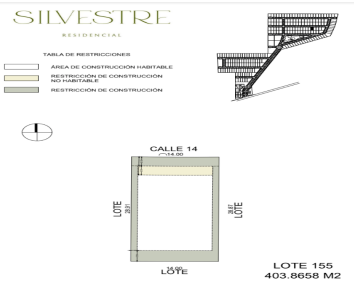 SILVESTRE
RESIDENCIAL
TABLA DE RESTRICCIONES
ÁREA DE CONSTRUCCIÓN HABITABLE
RESTRICCIÓN DE CONSTRUCCIÓN
NO HABITABLE
RESTRICCIÓN DE CONSTRUCCIÓN
CALLE 14
14.00
LOTE
LOTE
14.00
LOTE
LOTE 155
403.8658 M2